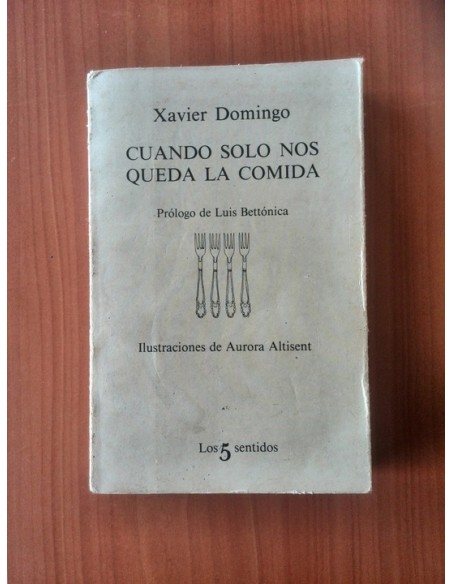 Xavier Domingo
CUANDO SOLO NOS
QUEDA LA COMIDA
Prólogo de Luis Bettónica
Ilustraciones de Aurora Altisent
Los 5 sentidos